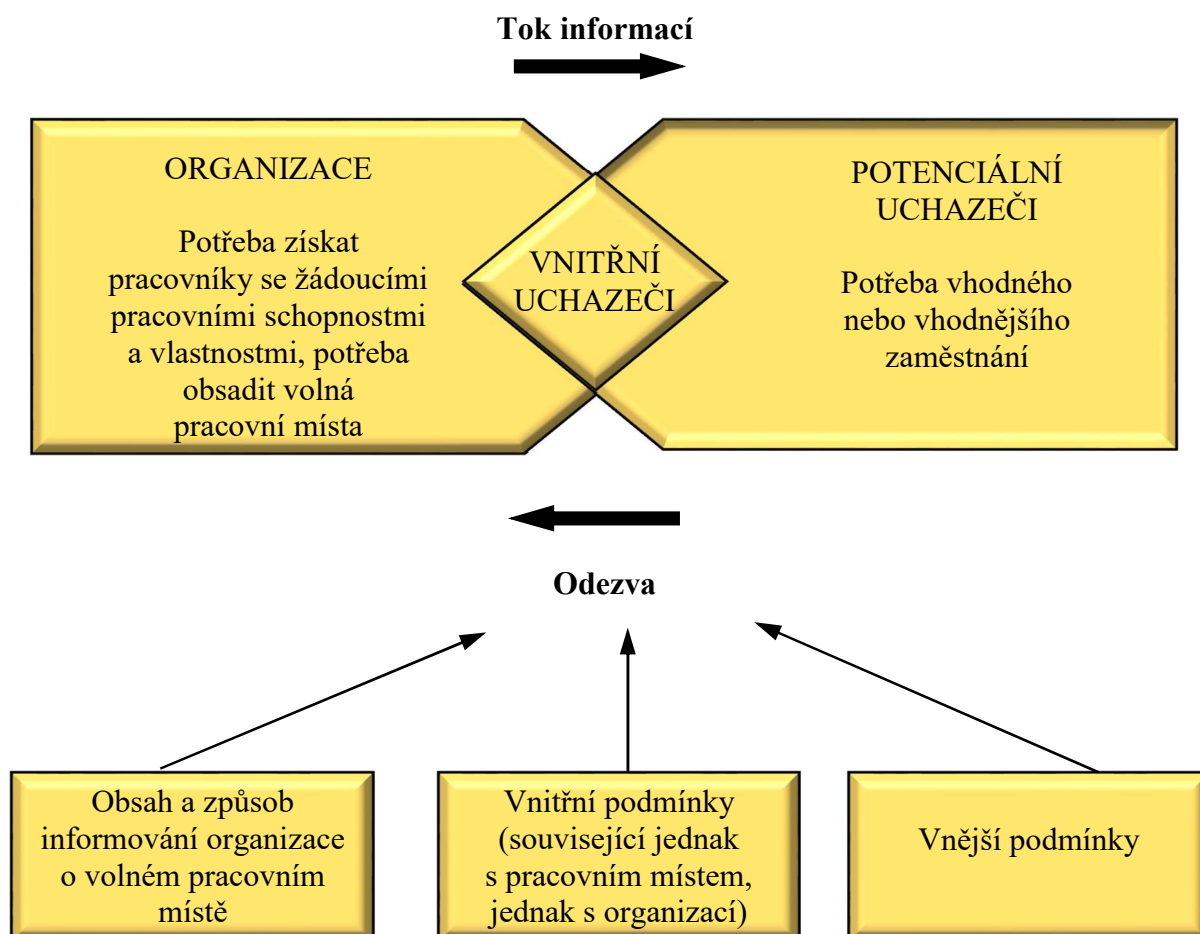 Tok informací
ORGANIZACE
Potřeba získat
pracovníky se žádoucími
pracovními schopnostmi
a vlastnostmi, potřeba
obsadit volná
pracovní místa
VNITŘNÍ
UCHAZEČI
POTENCIÁLNÍ
UCHAZEČI
Potřeba vhodného
nebo vhodnějšího
zaměstnání
Odezva
Obsah a způsob
informování organizace
o volném pracovním
místě
Vnitřní podmínky
(související jednak
s pracovním místem,
jednak s organizací)
Vnější podmínky